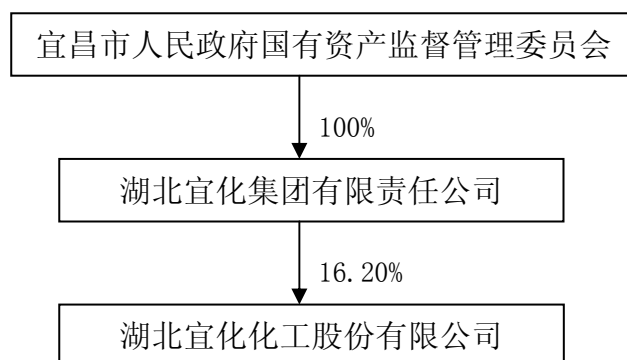 宜昌市人民政府国有资产监督管理委员会
100%
湖北宜化集团有限责任公司
16.20%
湖北宜化化工股份有限公司